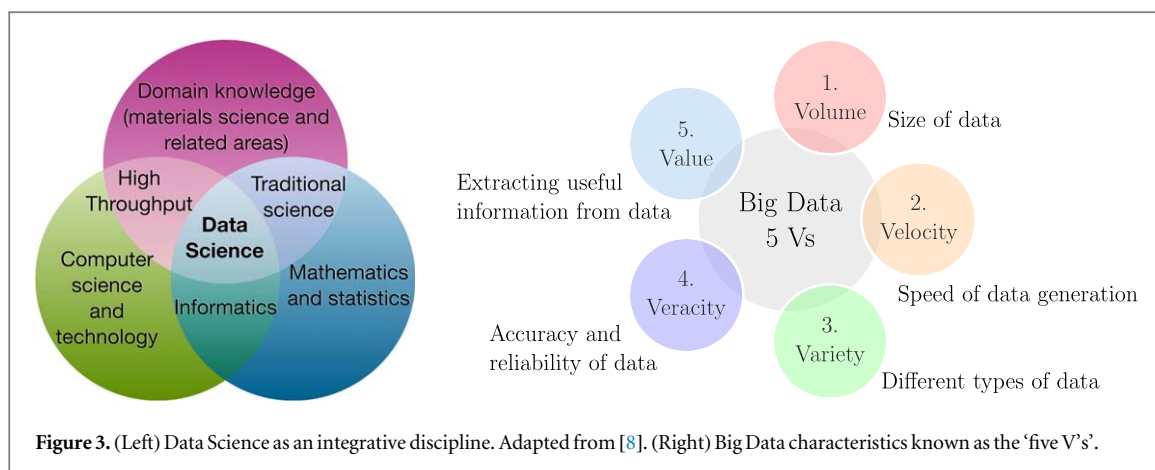 Domain knowledge
(materials science and
related areas)
High
Throughput
Traditional
science
Data
Science
Computer
science
and
technology
Informatics
Mathematics
and statistics
Big Data
5 Vs
1.
Volume
Size of data
2.
Velocity
Speed of data generation
3.
Variety
Different types of data
4.
Veracity
Accuracy and
reliability of data
5.
Value
Extracting useful
information from data
Figure 3. (Left) Data Science as an integrative discipline. Adapted from [8]. (Right) Big Data characteristics known as the ‘five V’s’.